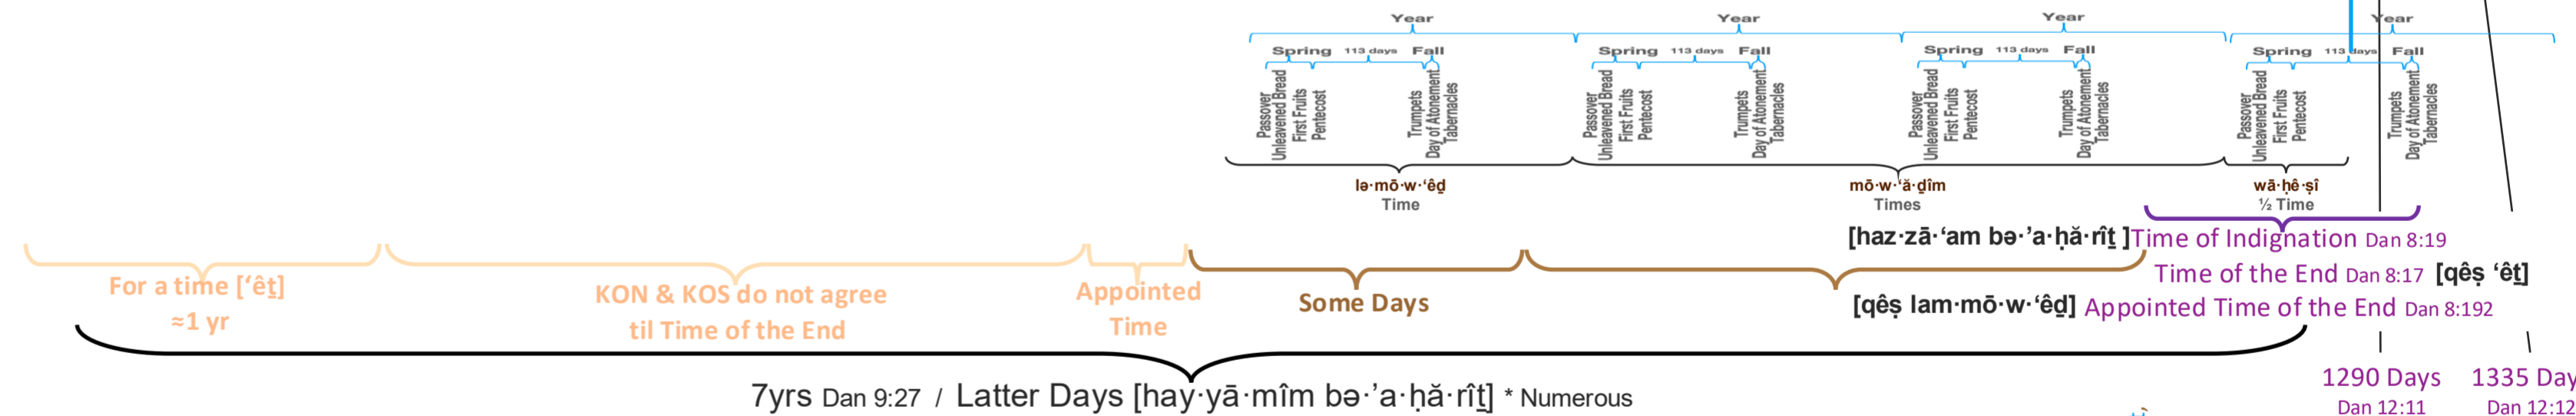 Year Year Year Year
Spring 113 days Fall Spring 113 days Fall Spring 113 days Fall Spring 113 days Fall
Passover
Unleavened Bread
First Fruits
Pentecost
Trumpets
Day of Atonement
Tabernacles
Passover
Unleavened Bread
First Fruits
Pentecost
Trumpets
Day of Atonement
Tabernacles
Passover
Unleavened Bread
First Fruits
Pentecost
Trumpets
Day of Atonement
Tabernacles
Passover
Unleavened Bread
First Fruits
Pentecost
Trumpets
Day of Atonement
Tabernacles
lə·mō·w·‘êḏ
Time
mō·w·‘ă·ḏîm
Times
wā·ḥê·ṣî
½ Time
[haz·zā·‘am bə·’a·ḥă·rîṯ ]Time of Indignation Dan 8:19
Time of the End Dan 8:17 [qêṣ ‘êṯ]
[qêṣ lam·mō·w·‘êḏ] Appointed Time of the End Dan 8:192
For a time [‘êṯ]
≈1 yr
KON & KOS do not agree
til Time of the End
Appointed
Time
Some Days
7yrs Dan 9:27 / Latter Days [hay·yā·mîm bə·’a·ḥă·rîṯ] * Numerous
1290 Days
Dan 12:11
1335 Day
Dan 12:12